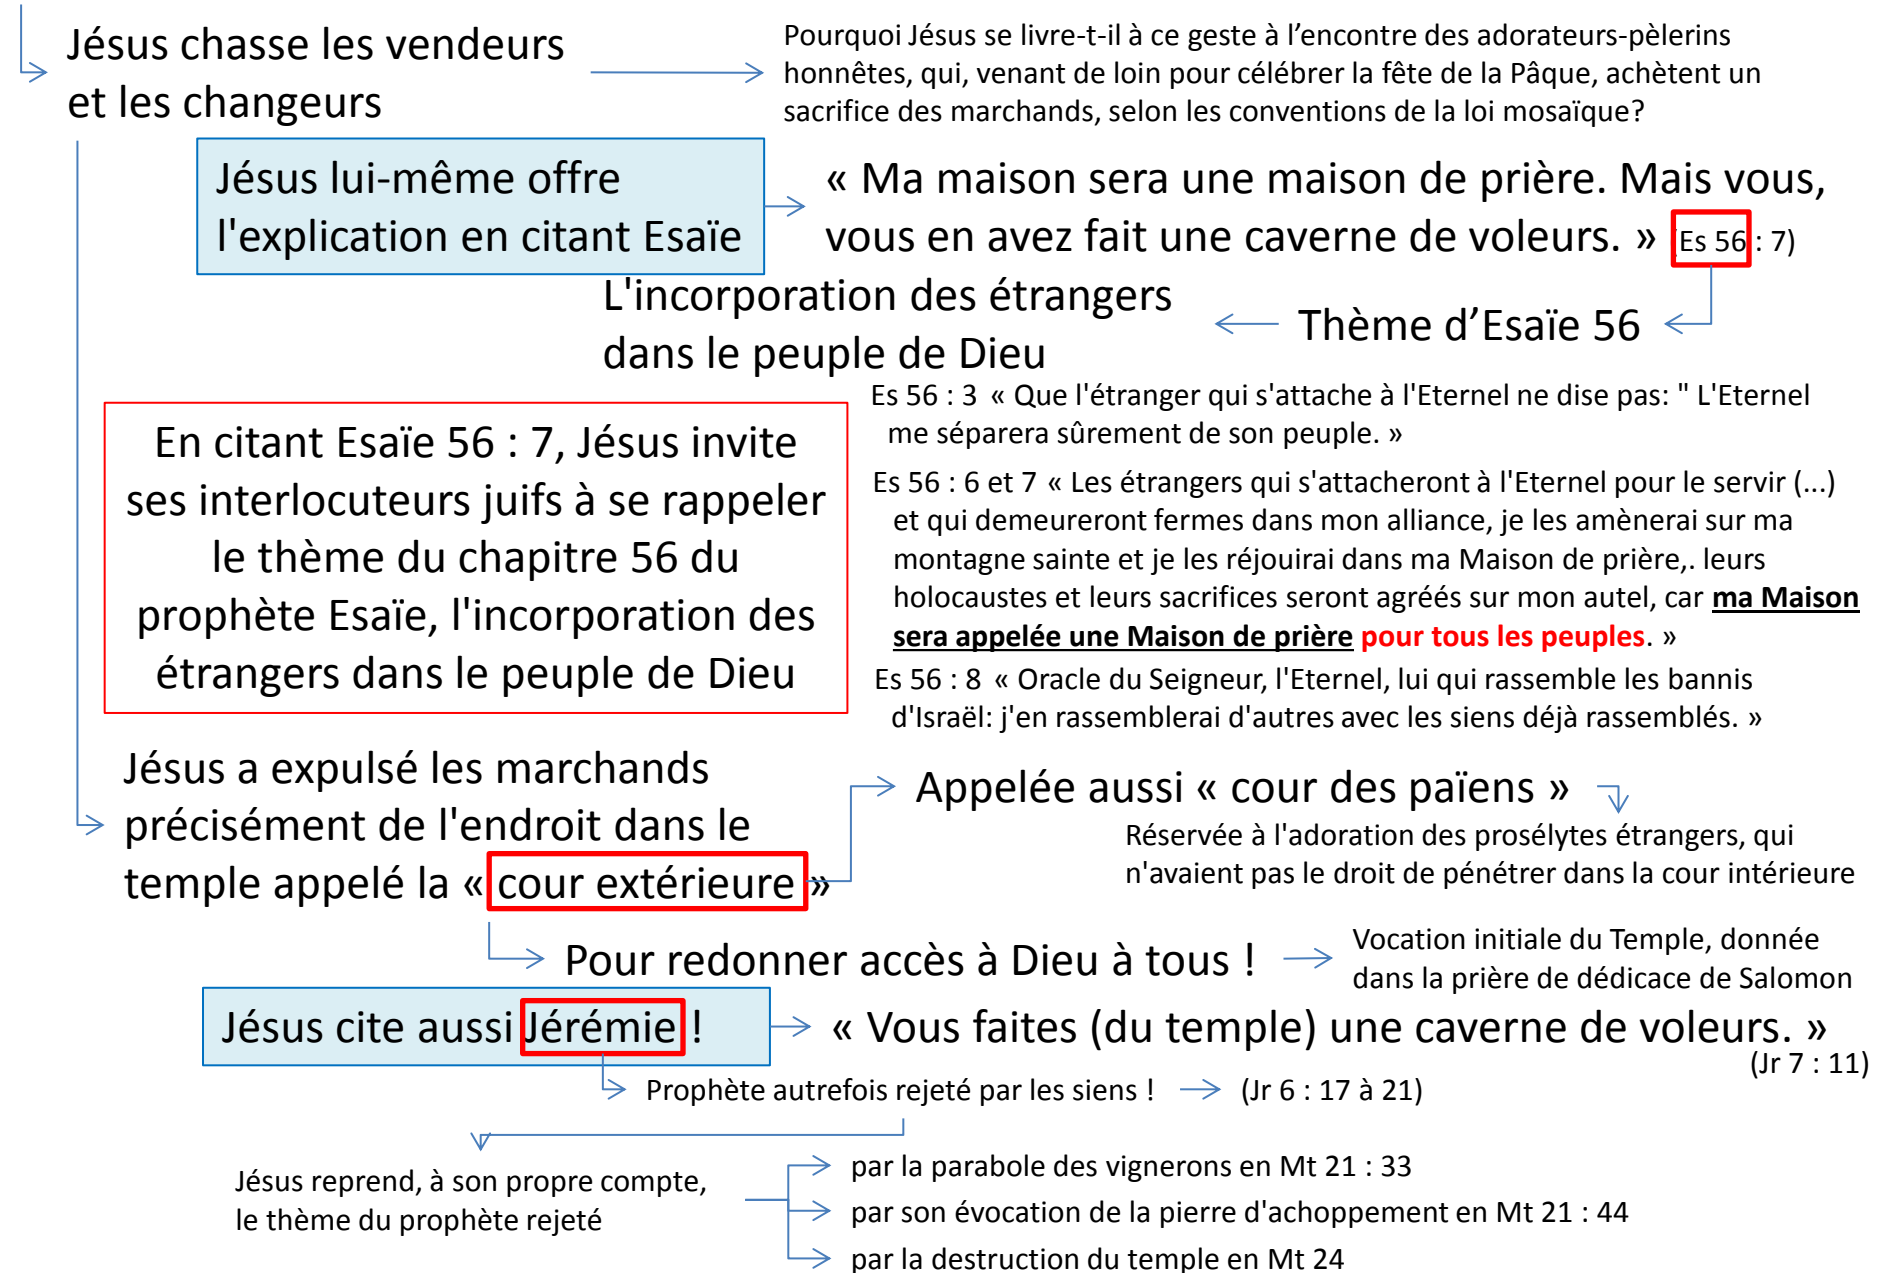 Jésus chasse les vendeurs
et les changeurs
Pourquoi Jésus se livre-t-il à ce geste à l’encontre des adorateurs-pèlerins
honnêtes, qui, venant de loin pour célébrer la fête de la Pâque, achètent un
sacrifice des marchands, selon les conventions de la loi mosaïque?
Jésus lui-même offre
l'explication en citant Esaïe
« Ma maison sera une maison de prière. Mais vous,
vous en avez fait une caverne de voleurs. » (Es 56 : 7)
Thème d’Esaïe 56
L'incorporation des étrangers
dans le peuple de Dieu
Es 56 : 3 « Que l'étranger qui s'attache à l'Eternel ne dise pas: " L'Eternel
me séparera sûrement de son peuple. »
Es 56 : 6 et 7 « Les étrangers qui s'attacheront à l'Eternel pour le servir (...)
et qui demeureront fermes dans mon alliance, je les amènerai sur ma
montagne sainte et je les réjouirai dans ma Maison de prière,. leurs
holocaustes et leurs sacrifices seront agréés sur mon autel, car ma Maison
sera appelée une Maison de prière pour tous les peuples. »
Es 56 : 8 « Oracle du Seigneur, l'Eternel, lui qui rassemble les bannis
d'Israël: j'en rassemblerai d'autres avec les siens déjà rassemblés. »
En citant Esaïe 56 : 7, Jésus invite
ses interlocuteurs juifs à se rappeler
le thème du chapitre 56 du
prophète Esaïe, l'incorporation des
étrangers dans le peuple de Dieu
Jésus a expulsé les marchands
précisément de l'endroit dans le
temple appelé la « cour extérieure »
Appelée aussi « cour des païens »
Réservée à l'adoration des prosélytes étrangers, qui
n'avaient pas le droit de pénétrer dans la cour intérieure
Pour redonner accès à Dieu à tous !
Vocation initiale du Temple, donnée
dans la prière de dédicace de Salomon
Jésus cite aussi Jérémie !
« Vous faites (du temple) une caverne de voleurs. »
(Jr 7 : 11)
Prophète autrefois rejeté par les siens !
(Jr 6 : 17 à 21)
Jésus reprend, à son propre compte,
le thème du prophète rejeté
par la parabole des vignerons en Mt 21 : 33
par son évocation de la pierre d'achoppement en Mt 21 : 44
par la destruction du temple en Mt 24